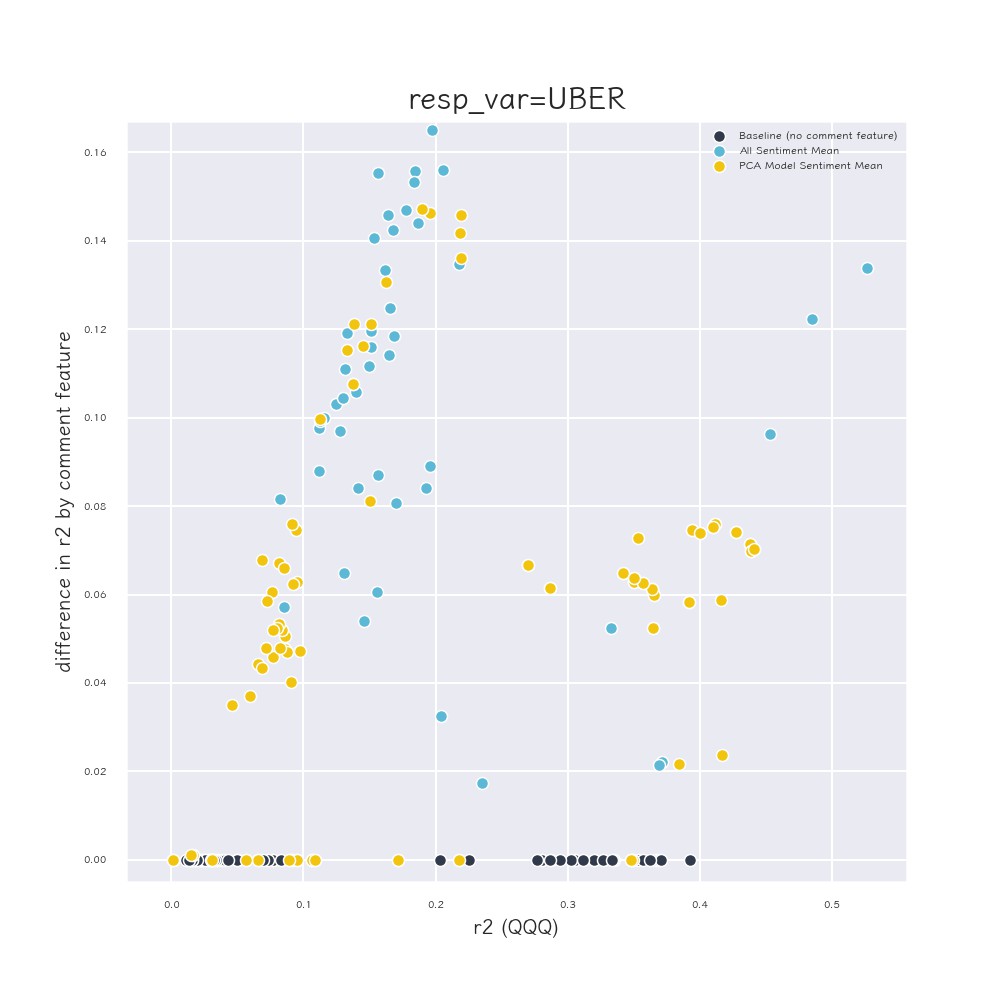 resp_var=UBER
Baseline (no comment feature)
All Sentiment Mean
PCA Model Sentiment Mean
0.16
0.14
0.12
0.10
0.08
0.06
0.04
0.02
0.00
difference in r2 by comment feature
0.0 0.1 0.2 0.3 0.4 0.5
r2 (QQQ)